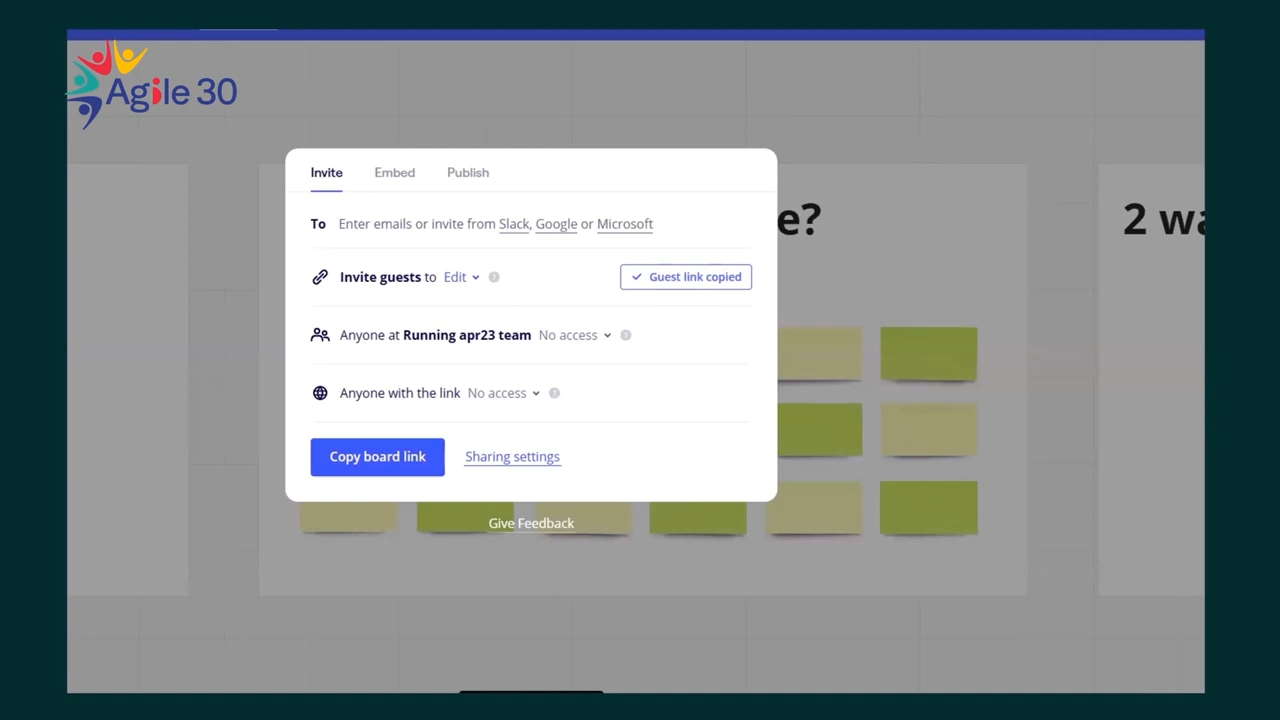 Agile 30
Invite Embed Publish
To Enter emails or invite from Slack, Google or Microsoft
e?
2 wa
Invite guests to Edit ? Guest link copied
Anyone at Running apr23 team No access ?
Anyone with the link No access ?
Copy board link Sharing settings
Give Feedback